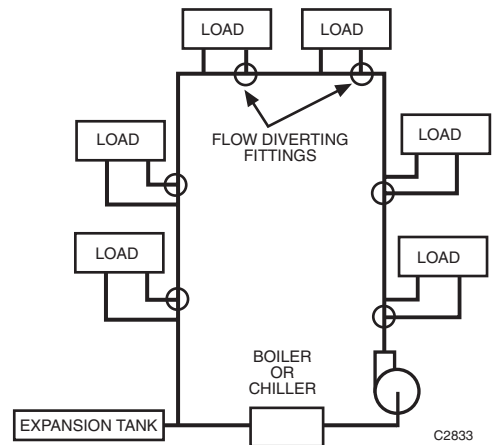 LOAD
LOAD
FLOW DIVERTING
FITTINGS
LOAD
LOAD
LOAD
LOAD
BOILER
OR
CHILLER
EXPANSION TANK
C2833